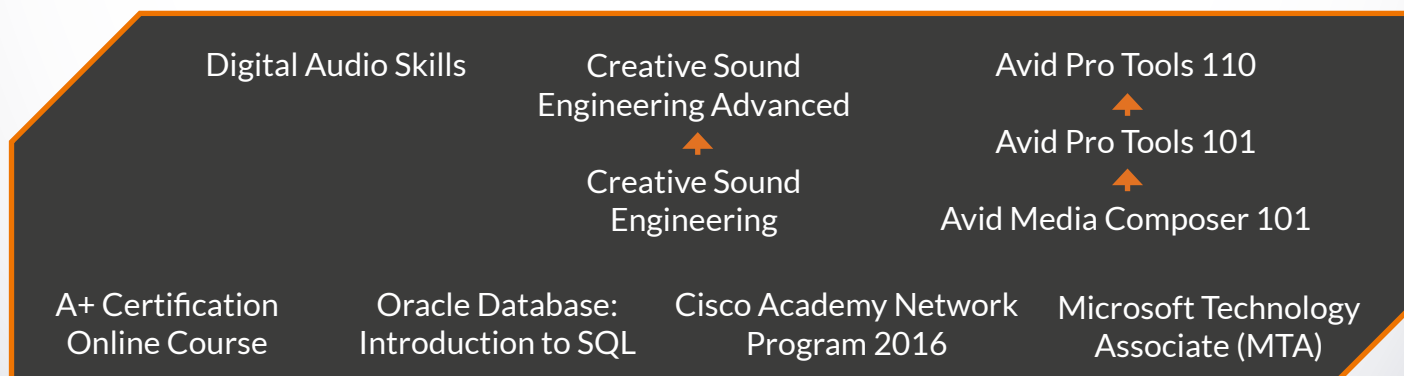 Digital Audio Skills
Creative Sound
Engineering Advanced
Creative Sound
Engineering
Avid Pro Tools 110
Avid Pro Tools 101
Avid Media Composer 101
A+ Certification
Online Course
Oracle Database:
Introduction to SQL
Cisco Academy Network
Program 2016
Microsoft Technology
Associate (MTA)